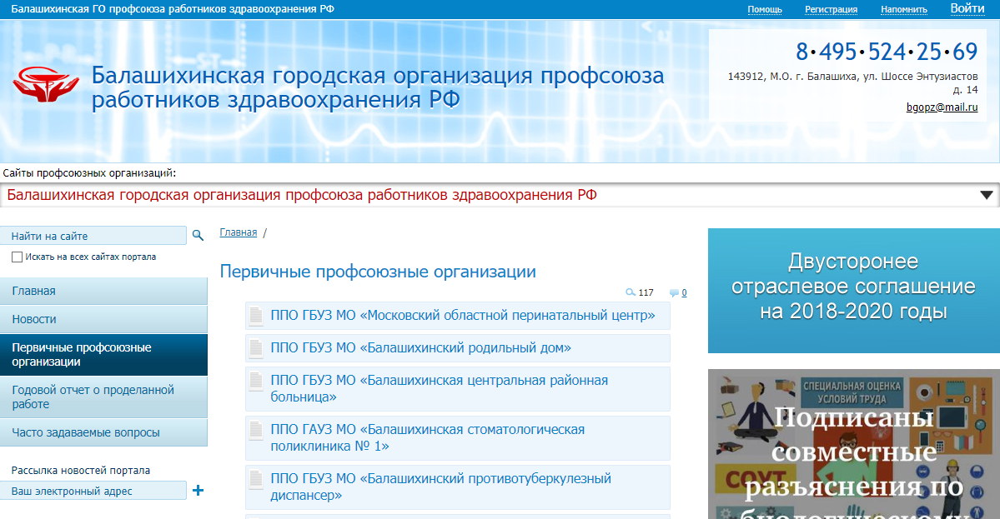 Балашихинская ГО профсоюза работников здравоохранения РФ
Помощь
Регистрация
Напомнить
Войти
Балашихинская городская организация профсоюза
работников здравоохранения РФ
8·495·524·25·69
143912, М.О. г. Балашиха, ул. Шоссе Энтузиастов
д. 14
bgopz@mail.ru
Сайты профсоюзных организаций:
Балашихинская городская организация профсоюза работников здравоохранения РФ
Найти на сайте
Искать на всех сайтах портала
Главная
Новости
Первичные профсоюзные
организации
Годовой отчет о проделанной
работе
Часто задаваемые вопросы
Рассылка новостей портала
Ваш электронный адрес
Главная /
Первичные профсоюзные организации
117
0
ППО ГБУЗ МО «Московский областной перинатальный центр»
ППО ГБУЗ МО «Балашихинский родильный дом»
ППО ГБУЗ МО «Балашихинская центральная районная
больница»
ППО ГАУЗ МО «Балашихинская стоматологическая
поликлиника № 1»
ППО ГБУЗ МО «Балашихинский противотуберкулезный
диспансер»
Двусторонее
отраслевое соглашение
на 2018-2020 годы
СПЕЦИАЛЬНАЯ ОЦЕНКА
УСЛОВИЙ ТРУДА
Подписаны
совместные
СОУТ
разъяснения по
биологическому